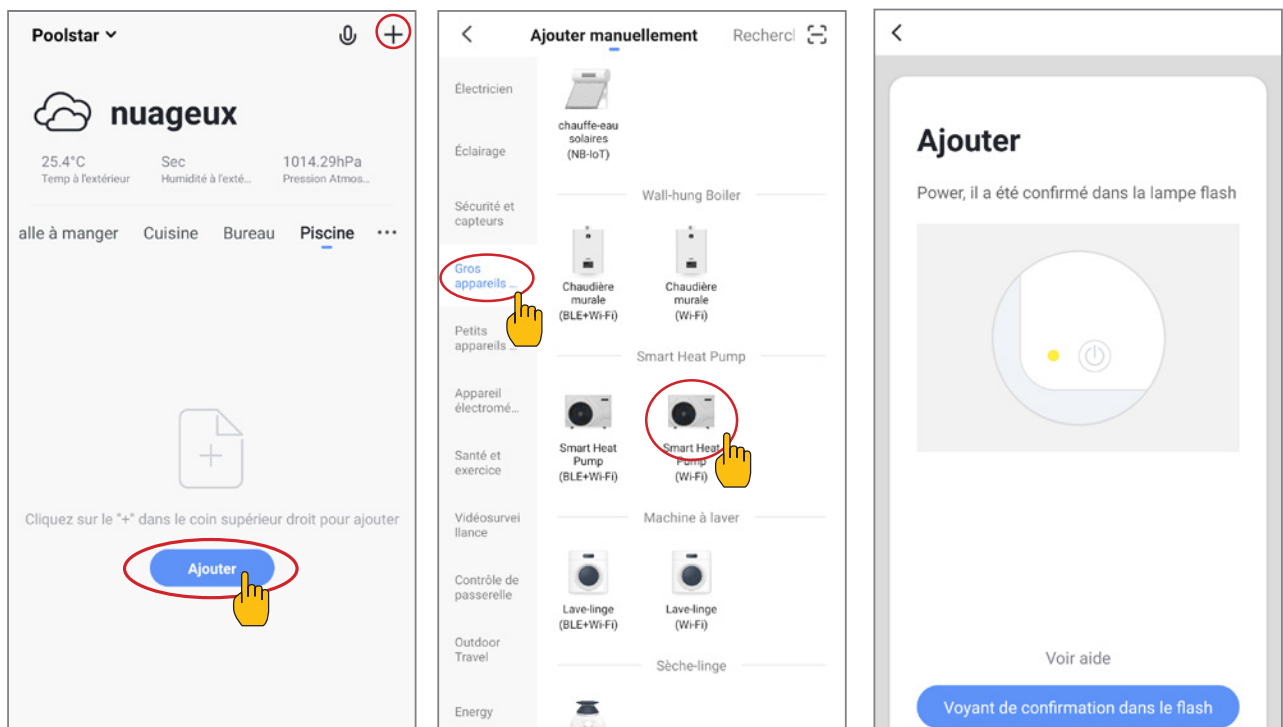 Poolstar
nuageux
25.4°C Sec 1014.29hPa
Temp à l'extérieur Humidité à l'exté... Pression Atmos...
alle à manger Cuisine Bureau Piscine ...
Cliquez sur le "+" dans le coin supérieur droit pour ajouter
Ajouter
Ajouter manuellement Rechercl
Électricien
Éclairage
Sécurité et
capteurs
Gros
appareils ...
Petits
appareils ...
Appareil
électromé...
Santé et
exercice
Vidéosurvei
llance
Contrôle de
passerelle
Outdoor
Travel
Energy
chauffe-eau
solaires
(NB-IoT)
Wall-hung Boiler
Chaudière
murale
(BLE+Wi-Fi)
Chaudière
murale
(Wi-Fi)
Smart Heat Pump
Smart Heat
Pump
(BLE+Wi-Fi)
Smart Heat
Pump
(Wi-Fi)
Machine à laver
Lave-linge
(BLE+Wi-Fi)
Lave-linge
(Wi-Fi)
Sèche-linge
Ajouter
Power, il a été confirmé dans la lampe flash
Voir aide
Voyant de confirmation dans le flash